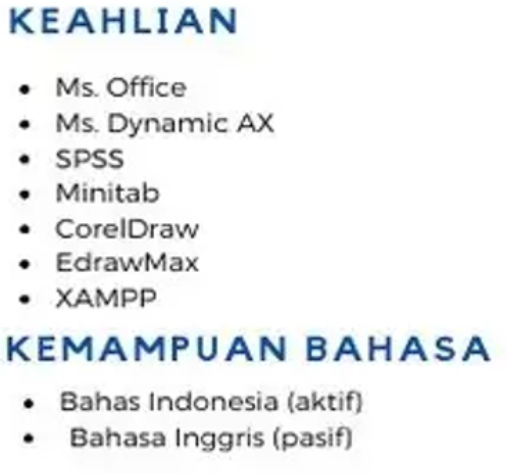 KEAHLIAN
• Ms. Office
• Ms. Dynamic AX
• SPSS
• Minitab
• CorelDraw
• EdrawMax
• XAMPP
KEMAMPUAN BAHASA
• Bahas Indonesia (aktif)
• Bahasa Inggris (pasif)